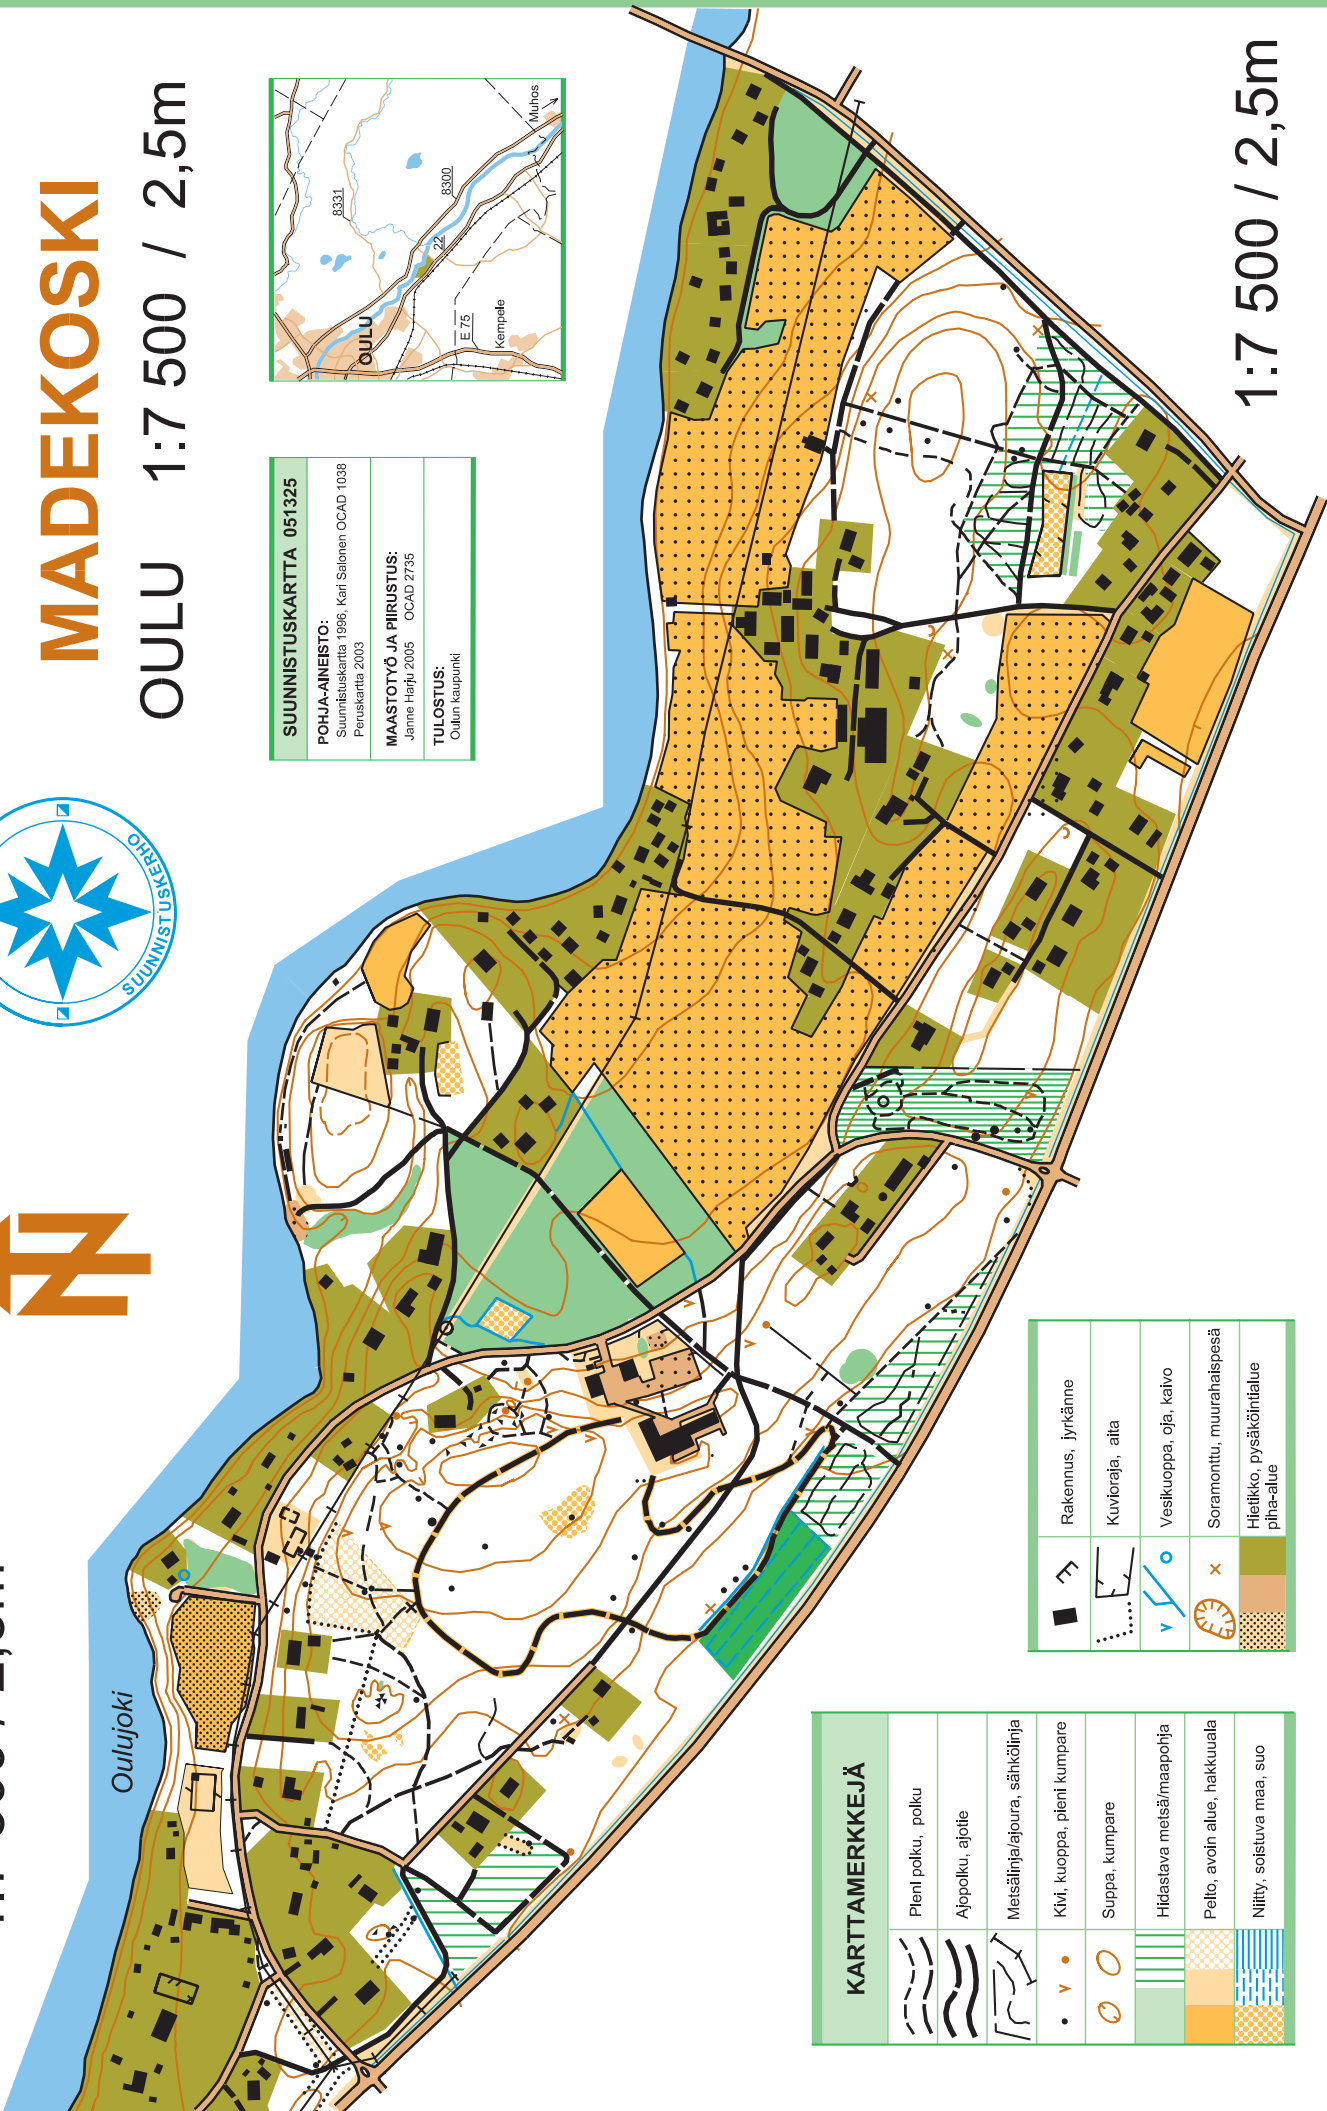 MADEKOSKI
OULU 1:7 500 / 2,5m
SUUNNISTUSKERHO
SUUNNISTUSKARTTA 051325
POHJA-AINEISTO:
Suunnistuskartta 1996, Kari Salonen OCAD 1038
Peruskartta 2003
MAASTOTYÖ JA PIIRUSTUS:
Janne Harju 2005 OCAD 2735
TULOSTUS:
Oulun kaupunki
8331
8300
22
OULU
E 75
Kempele
Muhos
Oulujoki
1:7 500 / 2,5m
KARTTAMERKKEJÄ
Pieni polku, polku
Ajopolku, ajotie
Metsälinja/ajoura, sähkölinja
Kivi, kuoppa, pieni kumpare
Suppa, kumpare
Hidastava metsä/maapohja
Pelto, avoin alue, hakkuuala
Niitty, soistuva maa, suo
Rakennus, jyrkänne
Kuvioraja, aita
Vesikuoppa, oja, kaivo
Soramonttu, muurahaispesä
Hietikko, pysäköintialue
piha-alue